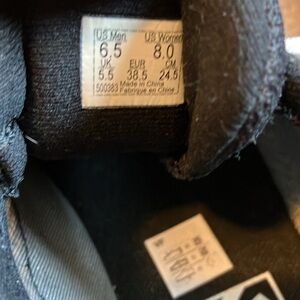 US Men US Women
6.5 8.0
UK EUR CM
5.5 38.5 24.5
500383 Made in China
Fabriqué en Chine